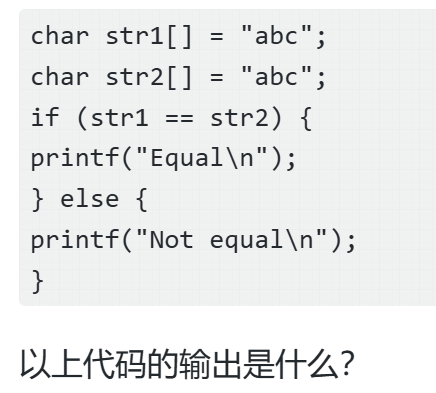 char str1[] = "abc";
char str2[] = "abc";
if (str1 == str2) {
printf("Equal\n");
} else {
printf("Not equal\n");
}
以上代码的输出是什么？